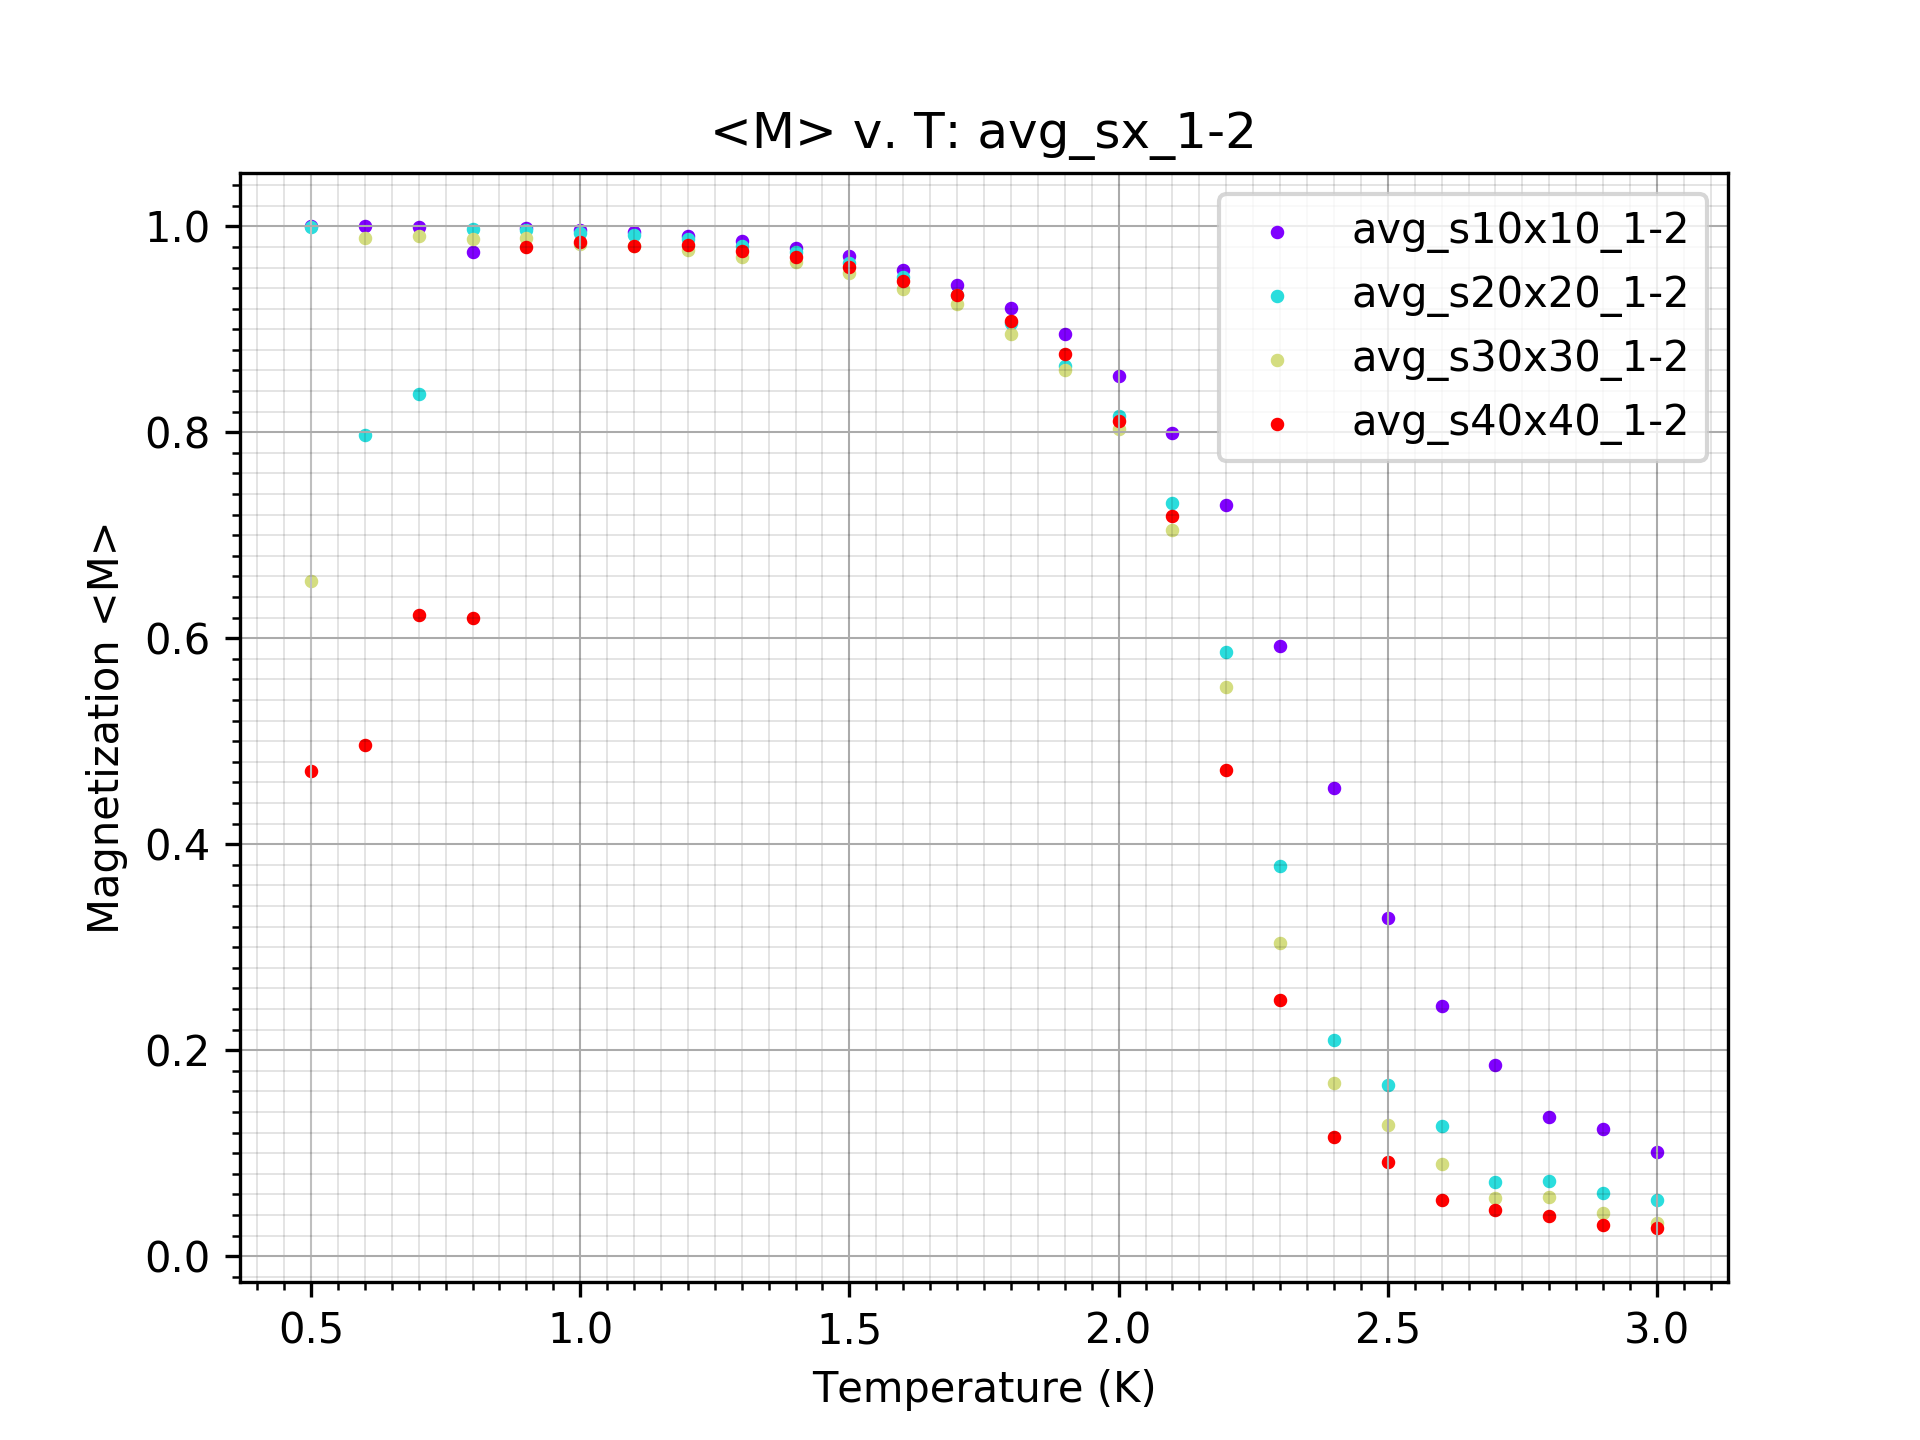 <M> v. T: avg_sx_1-2
avg_s10x10_1-2
avg_s20x20_1-2
avg_s30x30_1-2
avg_s40x40_1-2
Magnetization <M>
1.0
0.8
0.6
0.4
0.2
0.0
0.5 1.0 1.5 2.0 2.5 3.0
Temperature (K)